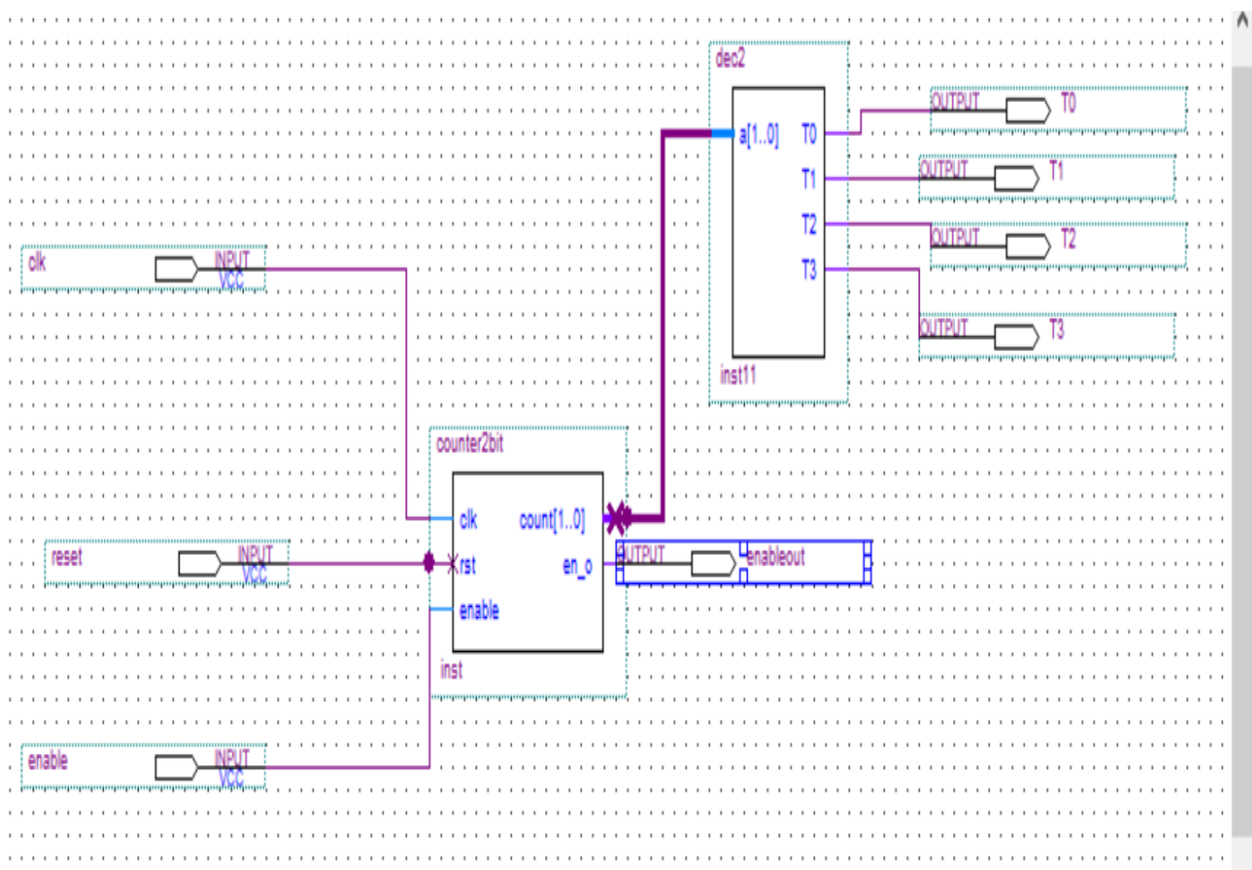 dec2
OUTPUT T0
a[1..0] T0
OUTPUT T1
T1
OUTPUT T2
T2
clk INPUT
VCC
T3
OUTPUT T3
inst11
counter2bit
clk count[1..0]
reset INPUT
VCC
rst en_o
OUTPUT enableout
enable
inst
enable INPUT
VCC